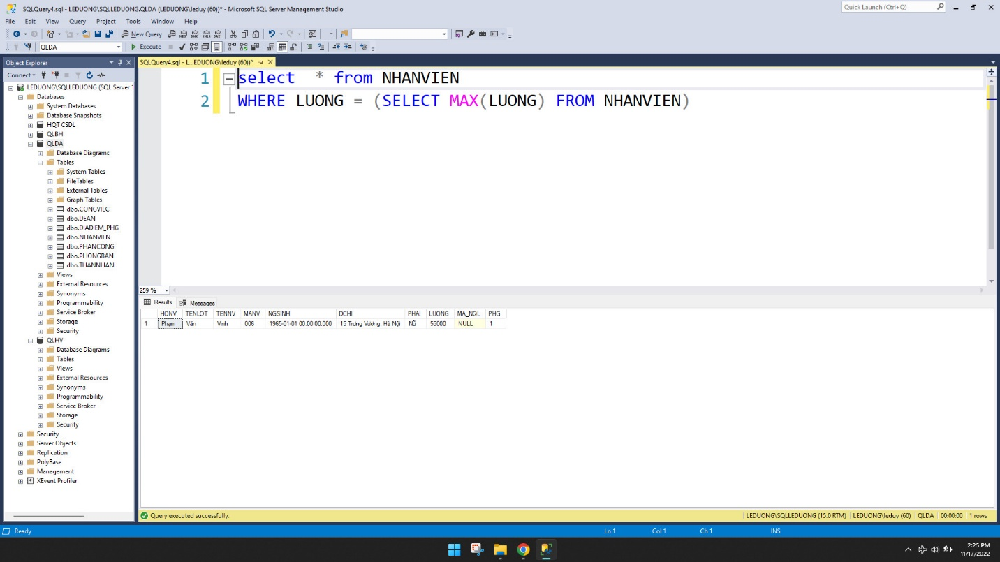 SQLQuery4.sql - LEDUONG\SQLLEDUONG.QLDA (LEDUONG\leduy (60))* - Microsoft SQL Server Management Studio
Quick Launch (Ctrl+Q)
File Edit View Query Project Tools Window Help
New Query
QLDA Execute
Object Explorer
SQLQuery4.sql - L...EDUONG\leduy (60))*
Connect
LEDUONG\SQLLEDUONG (SQL Server 1
Databases
System Databases
Database Snapshots
HQT CSDL
QLBH
QLDA
Database Diagrams
Tables
System Tables
FileTables
External Tables
Graph Tables
dbo.CONGVIEC
dbo.DEAN
dbo.DIADIEM_PHG
dbo.NHANVIEN
dbo.PHANCONG
dbo.PHONGBAN
dbo.THANNHAN
Views
External Resources
Synonyms
Programmability
Service Broker
Storage
Security
QLHV
Database Diagrams
Tables
Views
External Resources
Synonyms
Programmability
Service Broker
Storage
Security
Security
Server Objects
Replication
PolyBase
Management
XEvent Profiler
1 select * from NHANVIEN
2 WHERE LUONG = (SELECT MAX(LUONG) FROM NHANVIEN)
259 %
Results Messages
HONV TENLOT TENNV MANV NGSINH DCHI PHAI LUONG MA_NQL PHG
1 Phạm Văn Vinh 006 1965-01-01 00:00:00.000 15 Trưng Vương, Hà Nội Nữ 55000 NULL 1
Query executed successfully.
LEDUONG\SQLLEDUONG (15.0 RTM) LEDUONG\leduy (60) QLDA 00:00:00 1 rows
Ready Ln 1 Col 1 Ch 1 INS
2:25 PM
11/17/2022